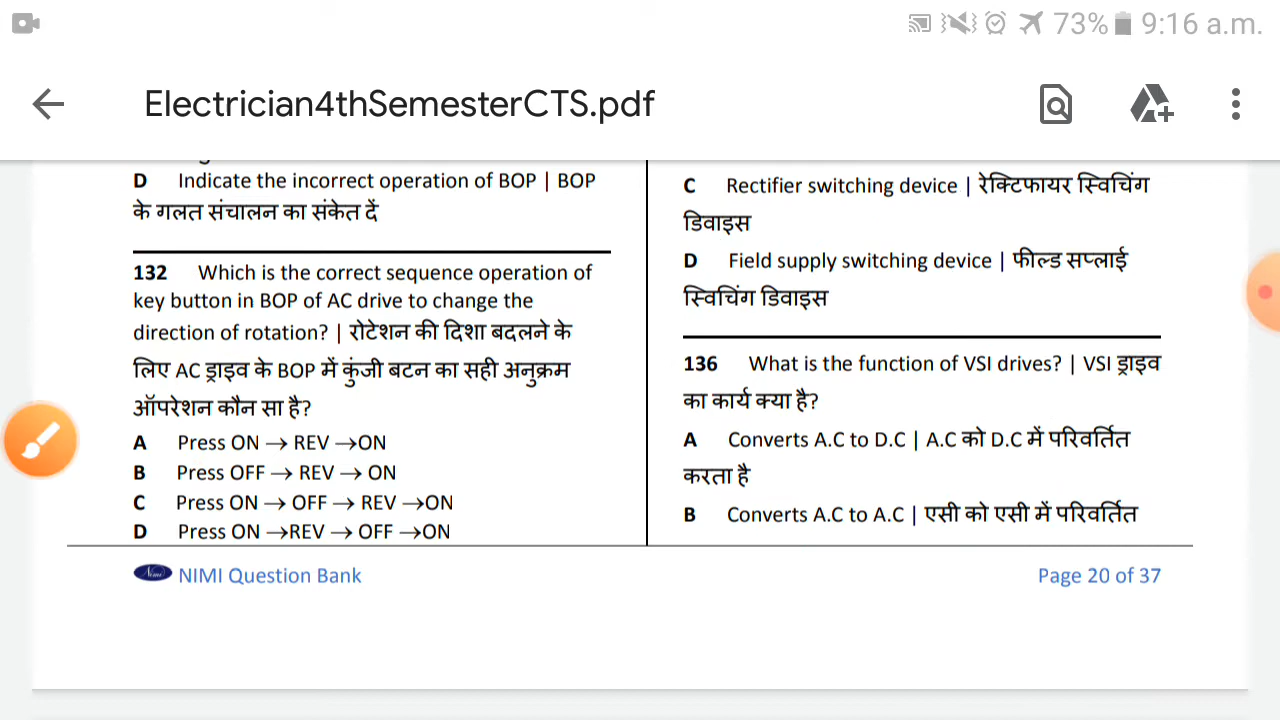 73% 9:16 a.m.
Electrician4thSemesterCTS.pdf
D Indicate the incorrect operation of BOP | BOP
के गलत संचालन का संकेत दें
132 Which is the correct sequence operation of
key button in BOP of AC drive to change the
direction of rotation? | रोटेशन की दिशा बदलने के
लिए AC ड्राइव के BOP में कुंजी बटन का सही अनुक्रम
ऑपरेशन कौन सा है?
A Press ON → REV →ON
B Press OFF → REV → ON
C Press ON → OFF → REV →ON
D Press ON →REV → OFF →ON
C Rectifier switching device | रेक्टिफायर स्विचिंग
डिवाइस
D Field supply switching device | फील्ड सप्लाई
स्विचिंग डिवाइस
136 What is the function of VSI drives? | VSI ड्राइव
का कार्य क्या है?
A Converts A.C to D.C | A.C को D.C में परिवर्तित
करता है
B Converts A.C to A.C | एसी को एसी में परिवर्तित
Nimi NIMI Question Bank
Page 20 of 37